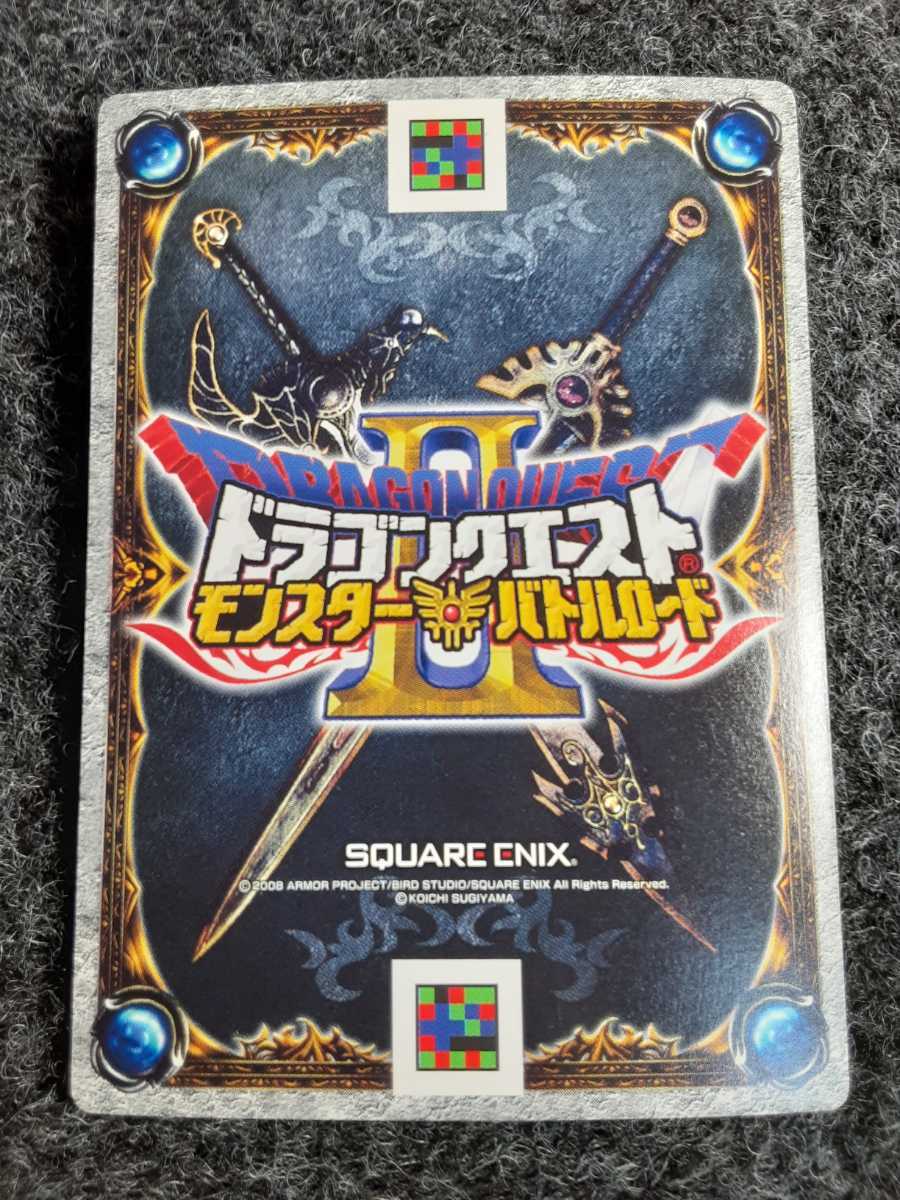 DRAGON QUEST
II
ドラゴンクエスト®
モンスターバトルロード
SQUARE ENIX®
©2008 ARMOR PROJECT/BIRD STUDIO/SQUARE ENIX All Rights Reserved.
©KOICHI SUGIYAMA